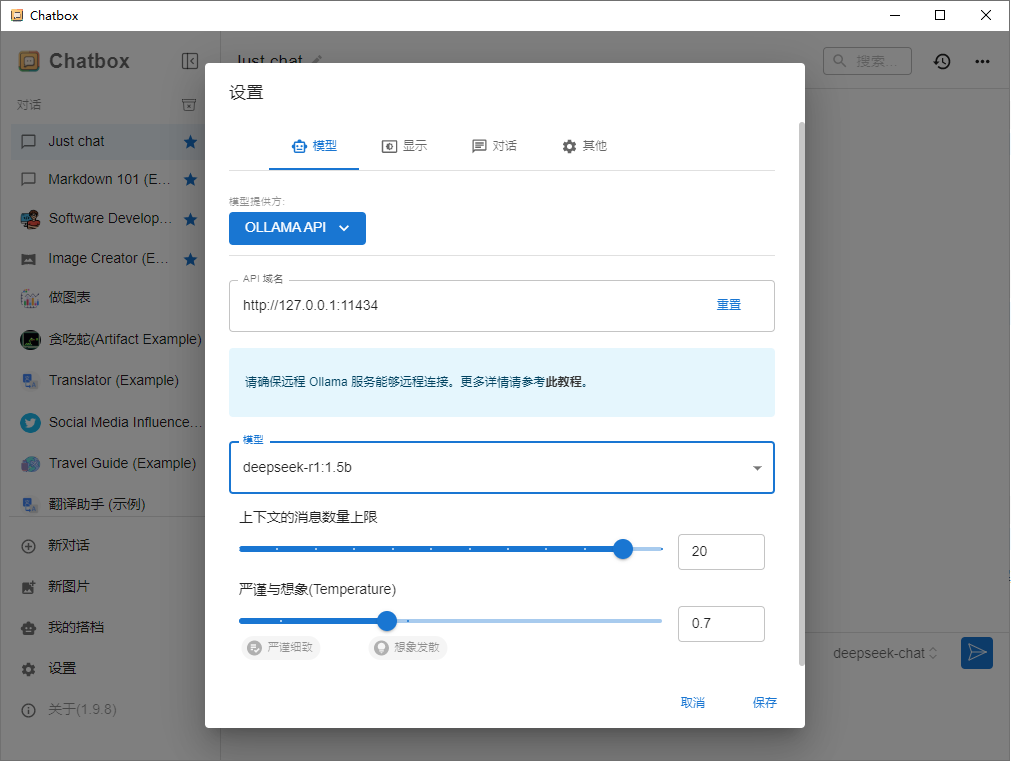 Chatbox
Chatbox
Just chat
搜索...
对话
Just chat
Markdown 101 (E...
Software Develop...
Image Creator (E...
做图表
贪吃蛇(Artifact Example)
Translator (Example)
Social Media Influence...
Travel Guide (Example)
翻译助手 (示例)
新对话
新图片
我的搭档
设置
关于(1.9.8)
设置
模型
显示
对话
其他
模型提供方:
OLLAMA API
API 域名
http://127.0.0.1:11434
重置
请确保远程 Ollama 服务能够远程连接。更多详情请参考此教程。
模型
deepseek-r1:1.5b
上下文的消息数量上限
20
严谨与想象(Temperature)
0.7
严谨细致
想象发散
取消
保存
deepseek-chat